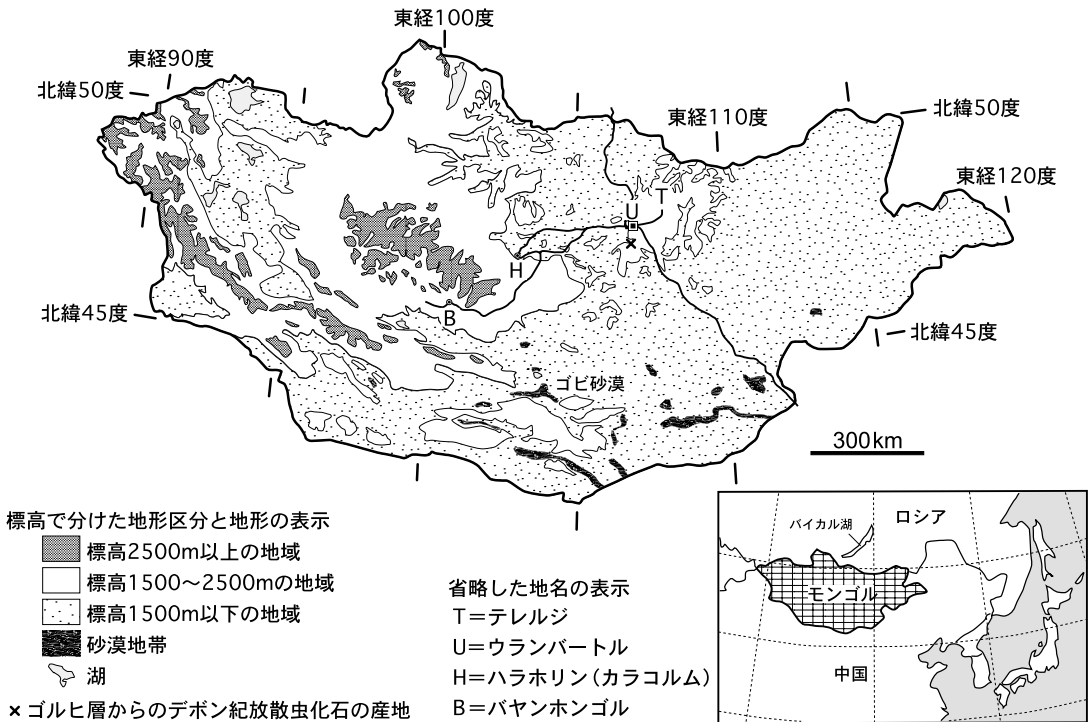 東経100度
東経90度
北緯50度
東経110度
北緯50度
東経120度
T
U
×
H
B
北緯45度
北緯45度
ゴビ砂漠
300km
標高で分けた地形区分と地形の表示
標高2500m以上の地域
標高1500〜2500mの地域
標高1500m以下の地域
砂漠地帯
湖
×ゴルヒ層からのデボン紀放散虫化石の産地
省略した地名の表示
T=テレルジ
U=ウランバートル
H=ハラホリン(カラコルム)
B=バヤンホンゴル
ロシア
バイカル湖
モンゴル
中国